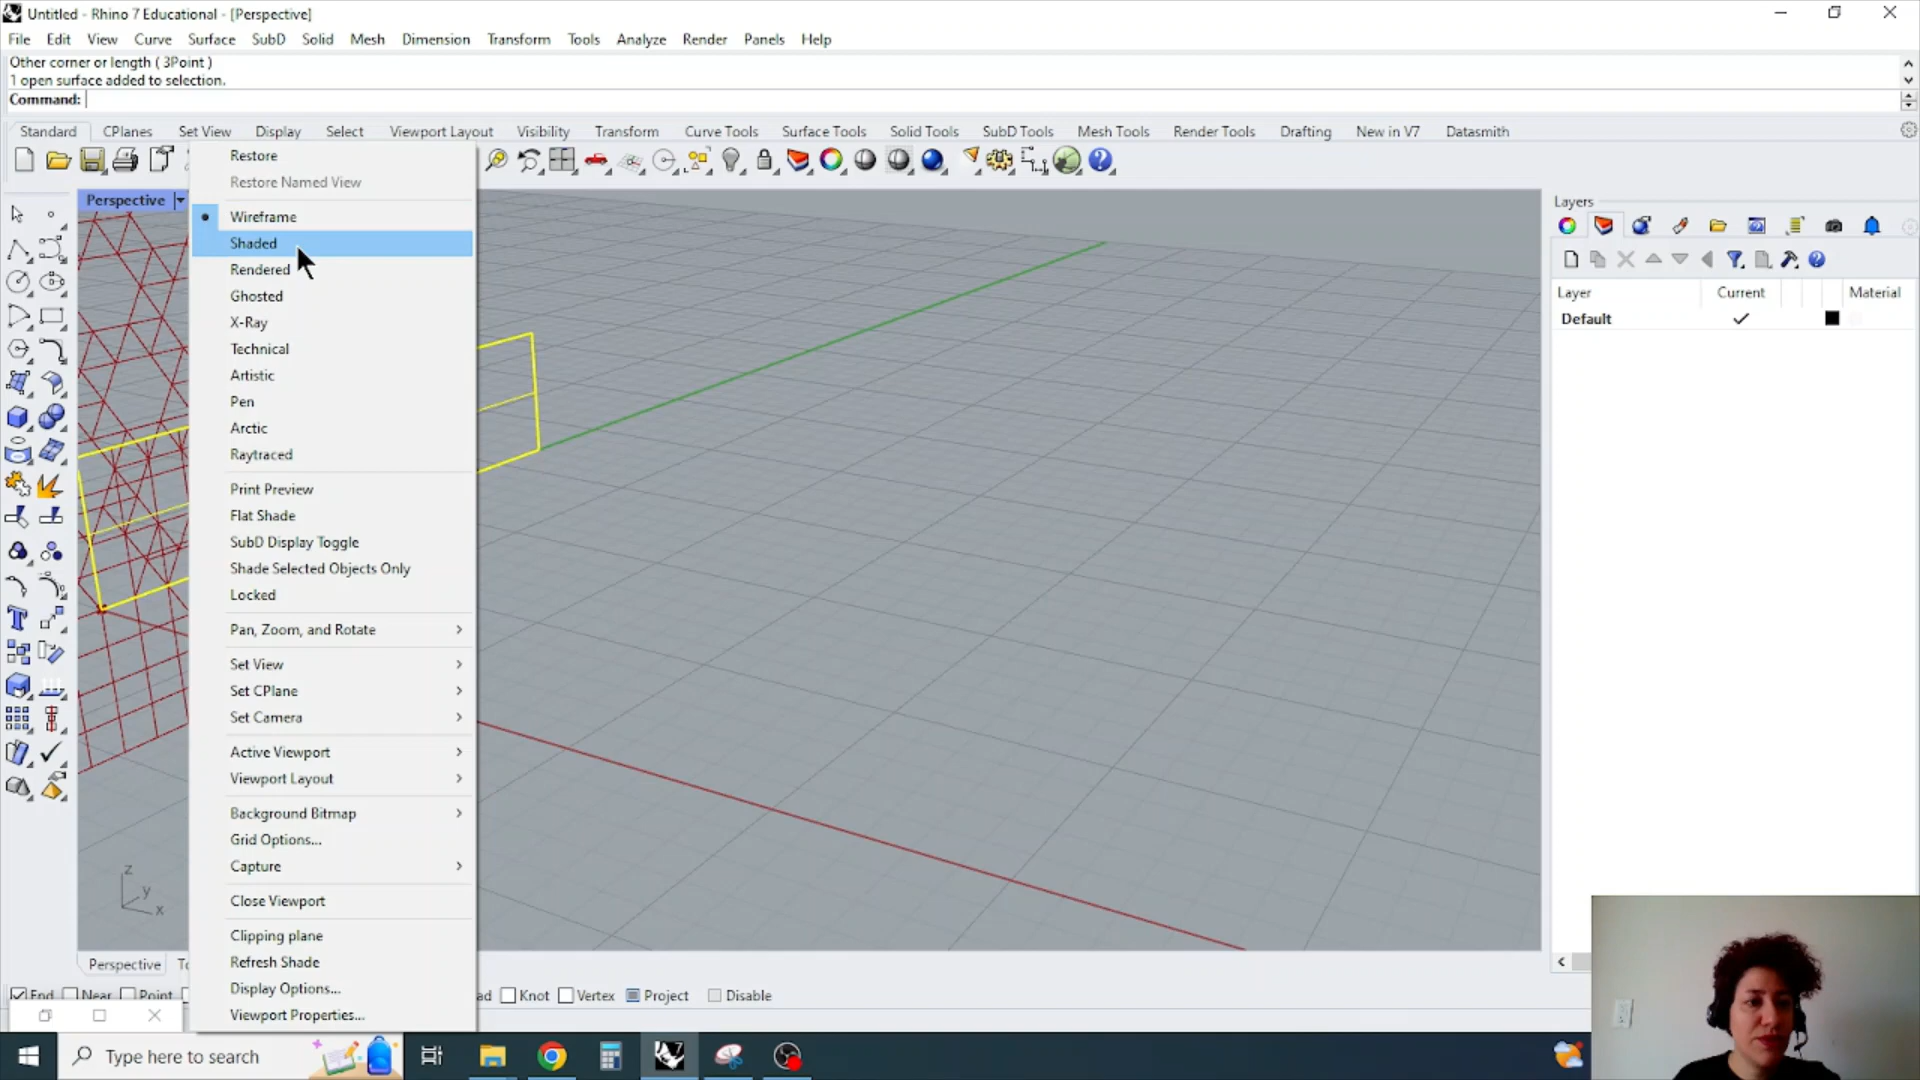 Untitled - Rhino 7 Educational - [Perspective]
File Edit View Curve Surface SubD Solid Mesh Dimension Transform Tools Analyze Render Panels Help
Other corner or length ( 3Point )
1 open surface added to selection.
Command:
Standard CPlanes Set View Display Select Viewport Layout Visibility Transform Curve Tools Surface Tools Solid Tools SubD Tools Mesh Tools Render Tools Drafting New in V7 Datasmith
Perspective
Restore
Restore Named View
Wireframe
Shaded
Rendered
Ghosted
X-Ray
Technical
Artistic
Pen
Arctic
Raytraced
Print Preview
Flat Shade
SubD Display Toggle
Shade Selected Objects Only
Locked
Pan, Zoom, and Rotate
Set View
Set CPlane
Set Camera
Active Viewport
Viewport Layout
Background Bitmap
Grid Options...
Capture
Close Viewport
Clipping plane
Refresh Shade
Display Options...
Viewport Properties...
Layers
Layer Current Material
Default
z
y
x
Perspective
End Near Point Knot Vertex Project Disable
Type here to search